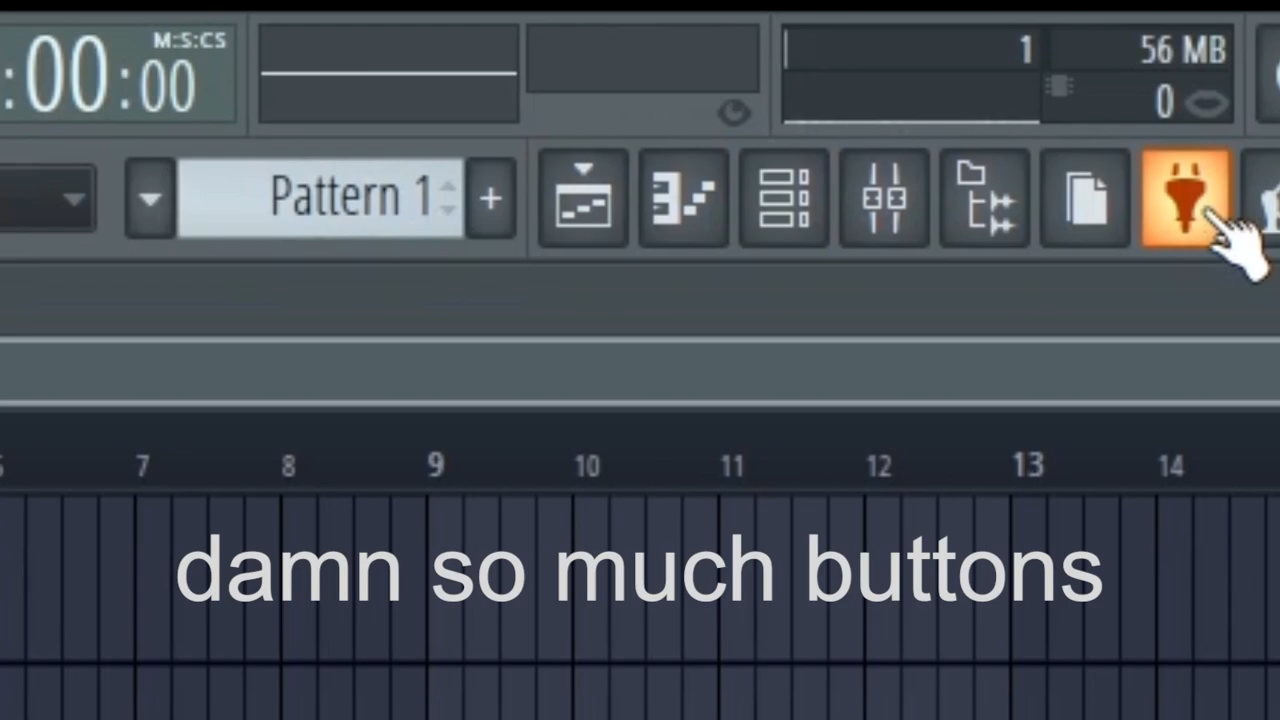 :00:00 M:S:CS
1 56 MB
0
Pattern 1 +
7 8 9 10 11 12 13 14
damn so much buttons